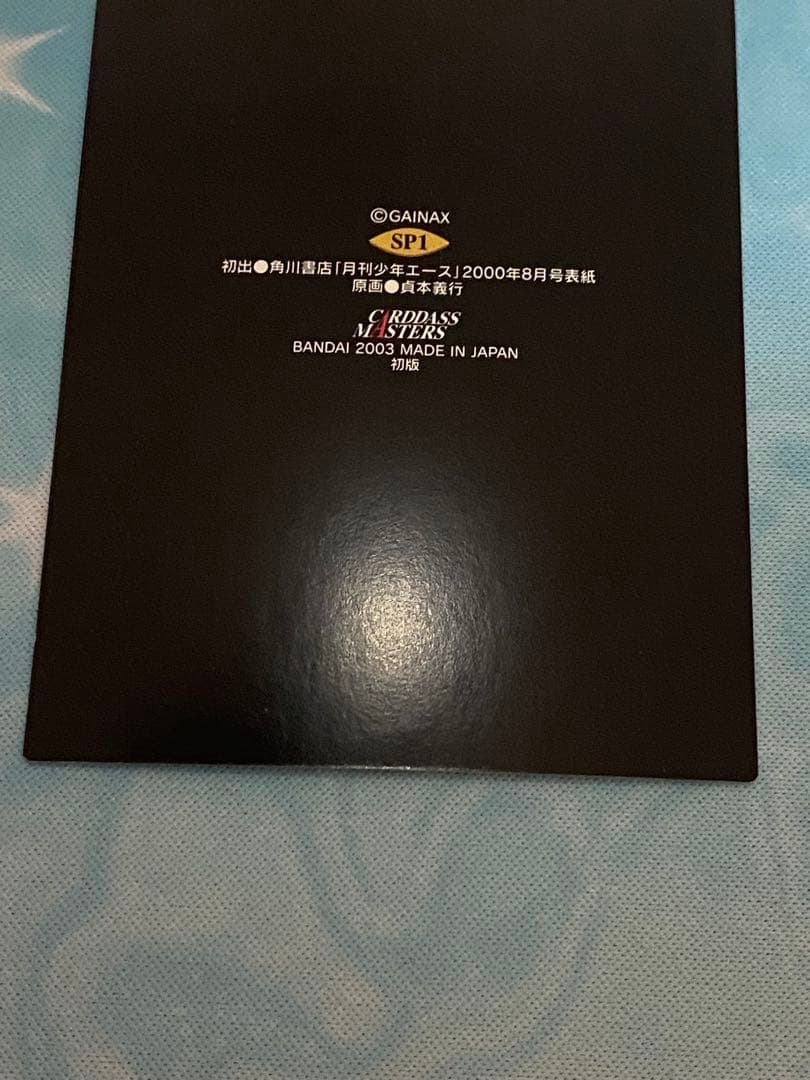 ©GAINAX
SP1
初出●角川書店「月刊少年エース」2000年8月号表紙
原画●貞本義行
CARDDASS
MASTERS
BANDAI 2003 MADE IN JAPAN
初版